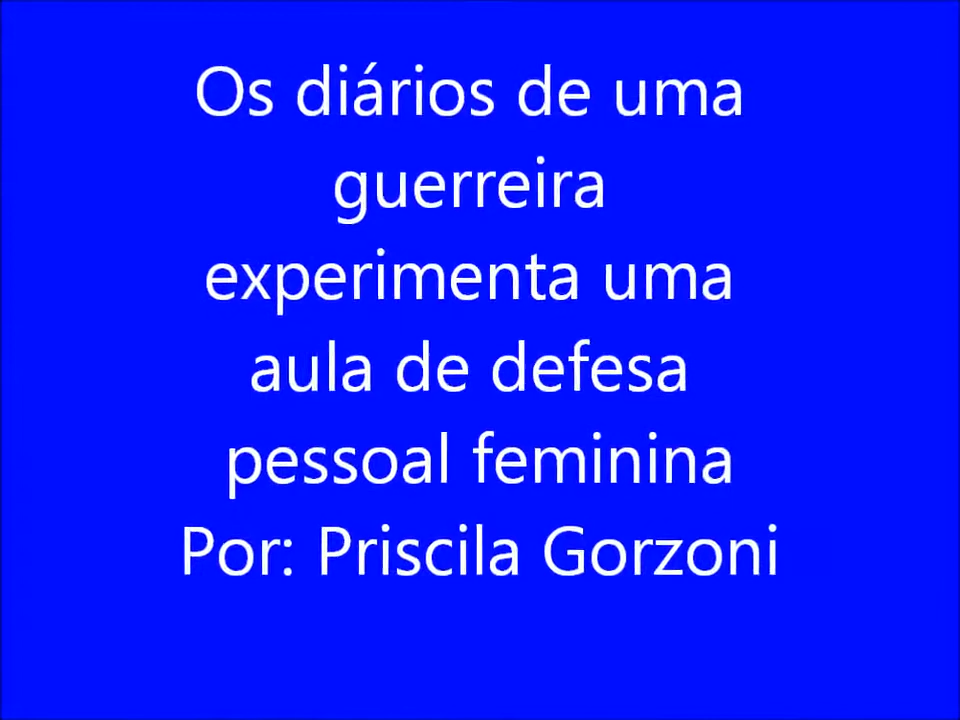 Os diários de uma
guerreira
experimenta uma
aula de defesa
pessoal feminina
Por: Priscila Gorzoni